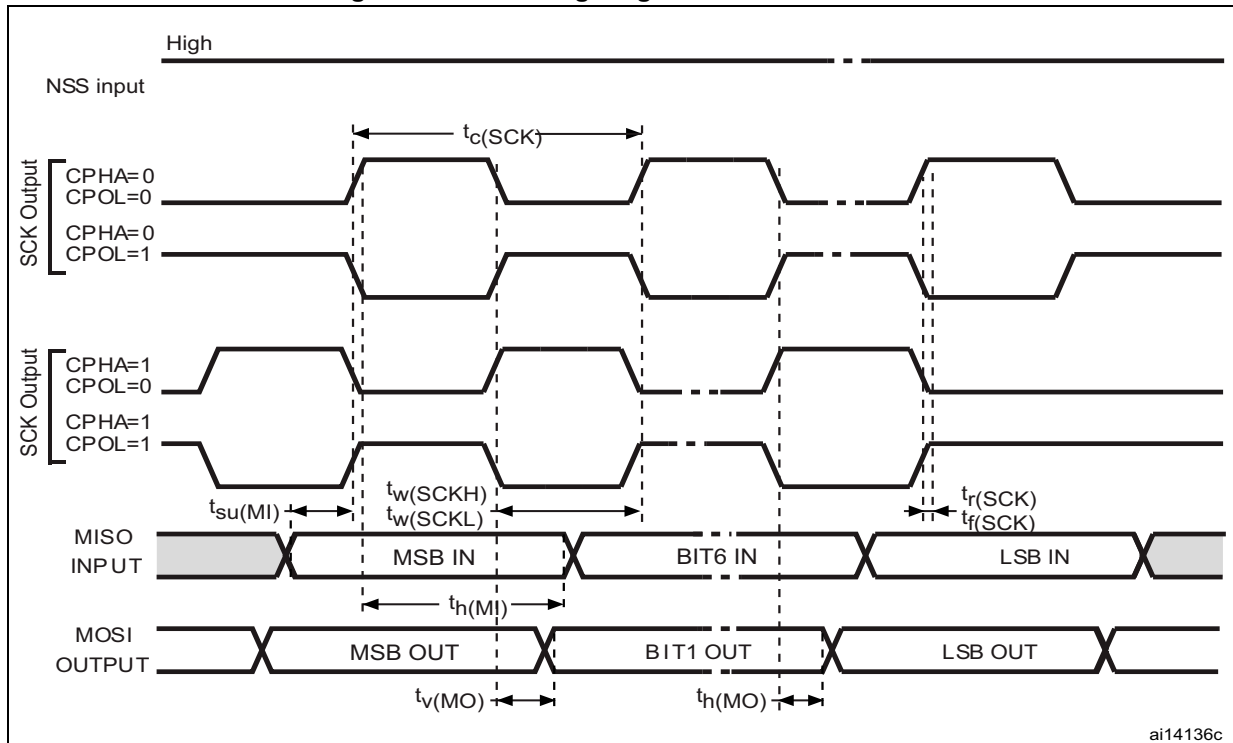 High
NSS input
tc(SCK)
SCK Output
CPHA=0
CPOL=0
CPHA=0
CPOL=1
SCK Output
CPHA=1
CPOL=0
CPHA=1
CPOL=1
tsu(MI)
tw(SCKH)
tw(SCKL)
tr(SCK)
tf(SCK)
MISO
INPUT
MSB IN
BIT6 IN
LSB IN
th(MI)
MOSI
OUTPUT
MSB OUT
BIT1 OUT
LSB OUT
tv(MO)
th(MO)
ai14136c